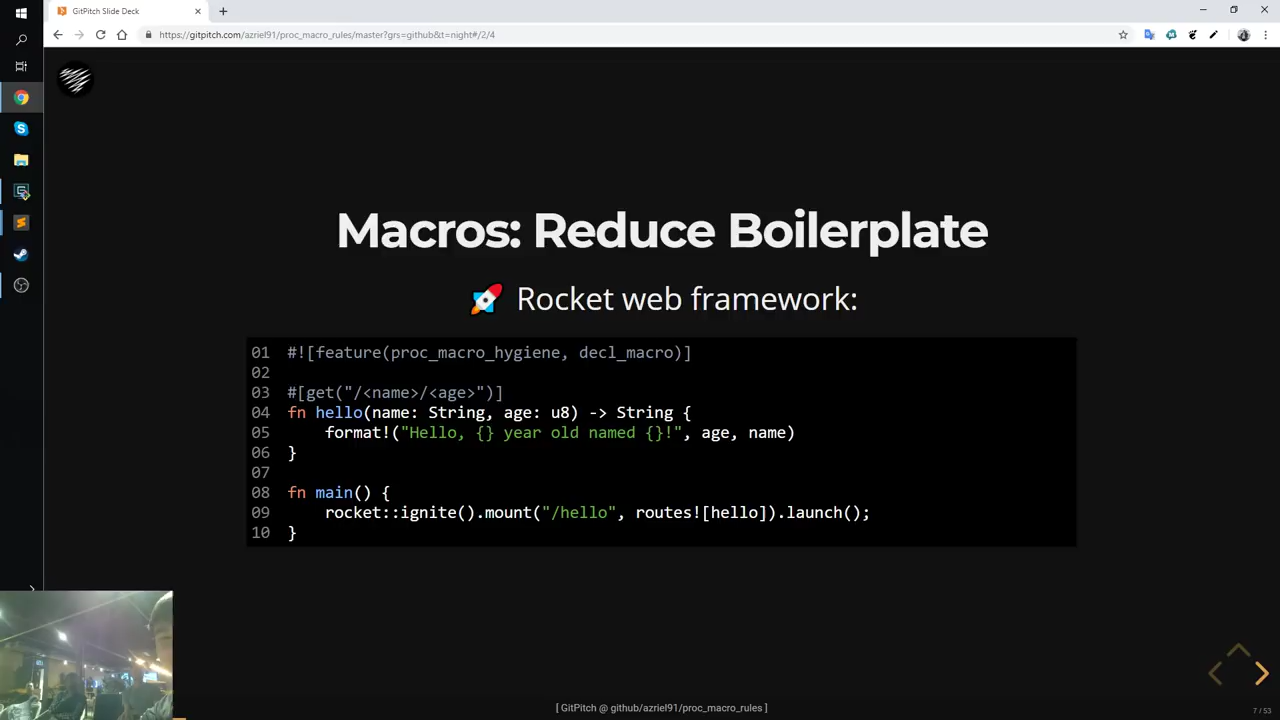 GitPitch Slide Deck
https://gitpitch.com/azriel91/proc_macro_rules/master?grs=github&t=night#/2/4
Macros: Reduce Boilerplate
Rocket web framework:
01 #![feature(proc_macro_hygiene, decl_macro)]
02
03 #[get("/<name>/<age>")]
04 fn hello(name: String, age: u8) -> String {
05     format!("Hello, {} year old named {}!", age, name)
06 }
07
08 fn main() {
09     rocket::ignite().mount("/hello", routes![hello]).launch();
10 }
[ GitPitch @ github/azriel91/proc_macro_rules ]
7 / 53